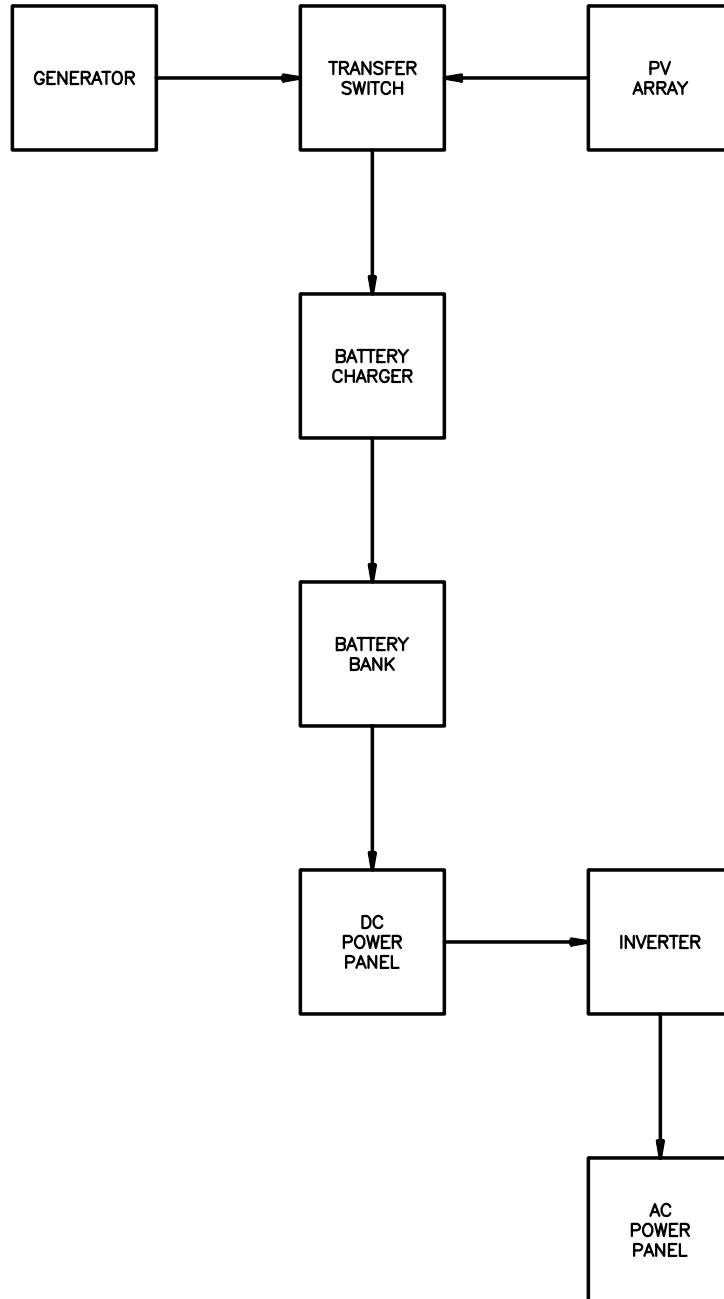 GENERATOR
TRANSFER
SWITCH
PV
ARRAY
BATTERY
CHARGER
BATTERY
BANK
DC
POWER
PANEL
INVERTER
AC
POWER
PANEL